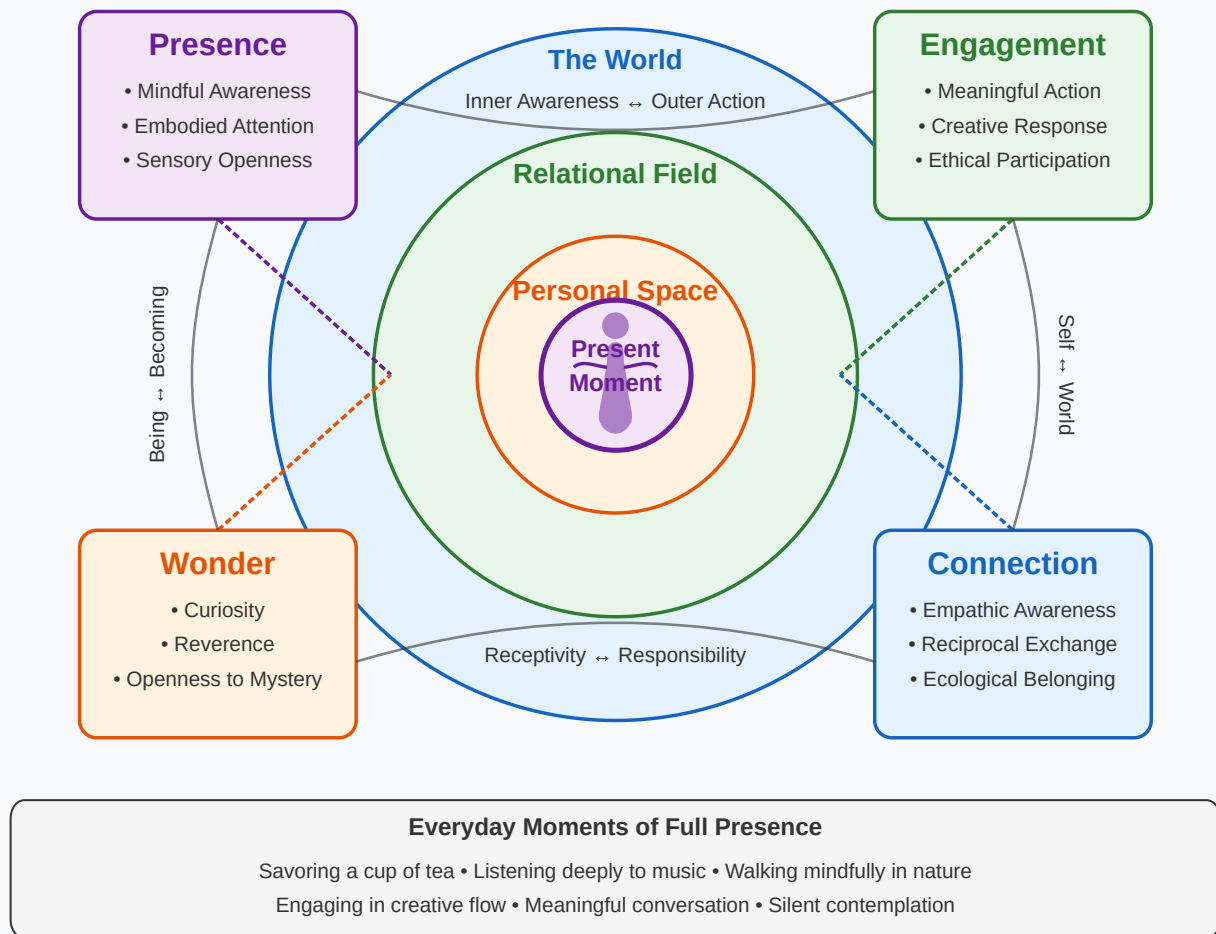 Presence
• Mindful Awareness
• Embodied Attention
• Sensory Openness
The World
Inner Awareness ↔ Outer Action
Engagement
• Meaningful Action
• Creative Response
• Ethical Participation
Relational Field
Personal Space
Present
Moment
Being ↔ Becoming
Self ↔ World
Wonder
• Curiosity
• Reverence
• Openness to Mystery
Receptivity ↔ Responsibility
Connection
• Empathic Awareness
• Reciprocal Exchange
• Ecological Belonging
Everyday Moments of Full Presence
Savoring a cup of tea • Listening deeply to music • Walking mindfully in nature
Engaging in creative flow • Meaningful conversation • Silent contemplation